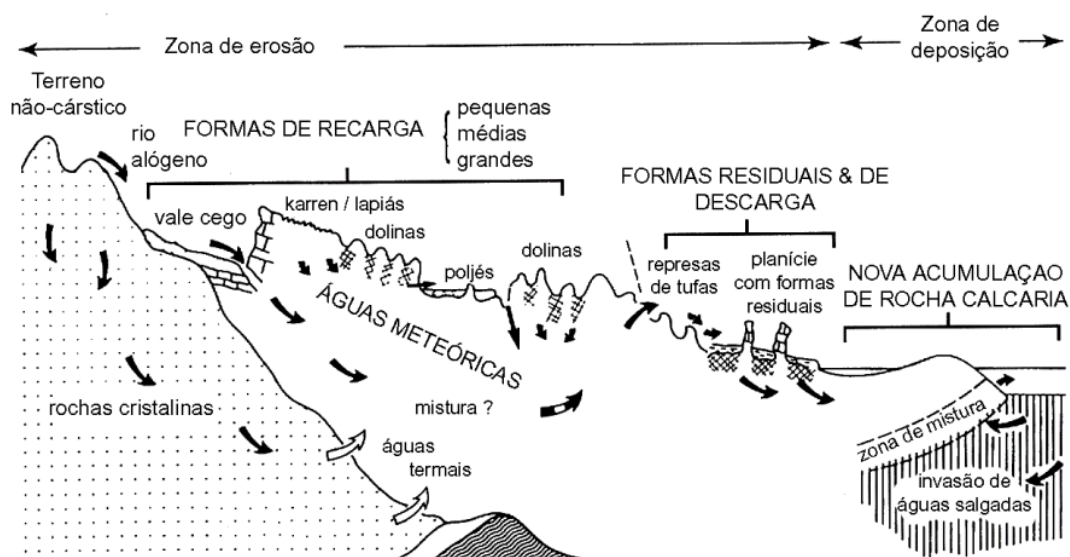 Zona de erosão
Zona de
deposição
Terreno
não-cárstico
rio
alógeno
FORMAS DE RECARGA
pequenas
médias
grandes
FORMAS RESIDUAIS & DE
DESCARGA
vale cego
karren / lapiás
dolinas
poljés
dolinas
represas
de tufas
planície
com formas
residuais
NOVA ACUMULAÇAO
DE ROCHA CALCARIA
ÁGUAS METEÓRICAS
rochas cristalinas
mistura ?
águas
termais
zona de mistura
invasão de
águas salgadas